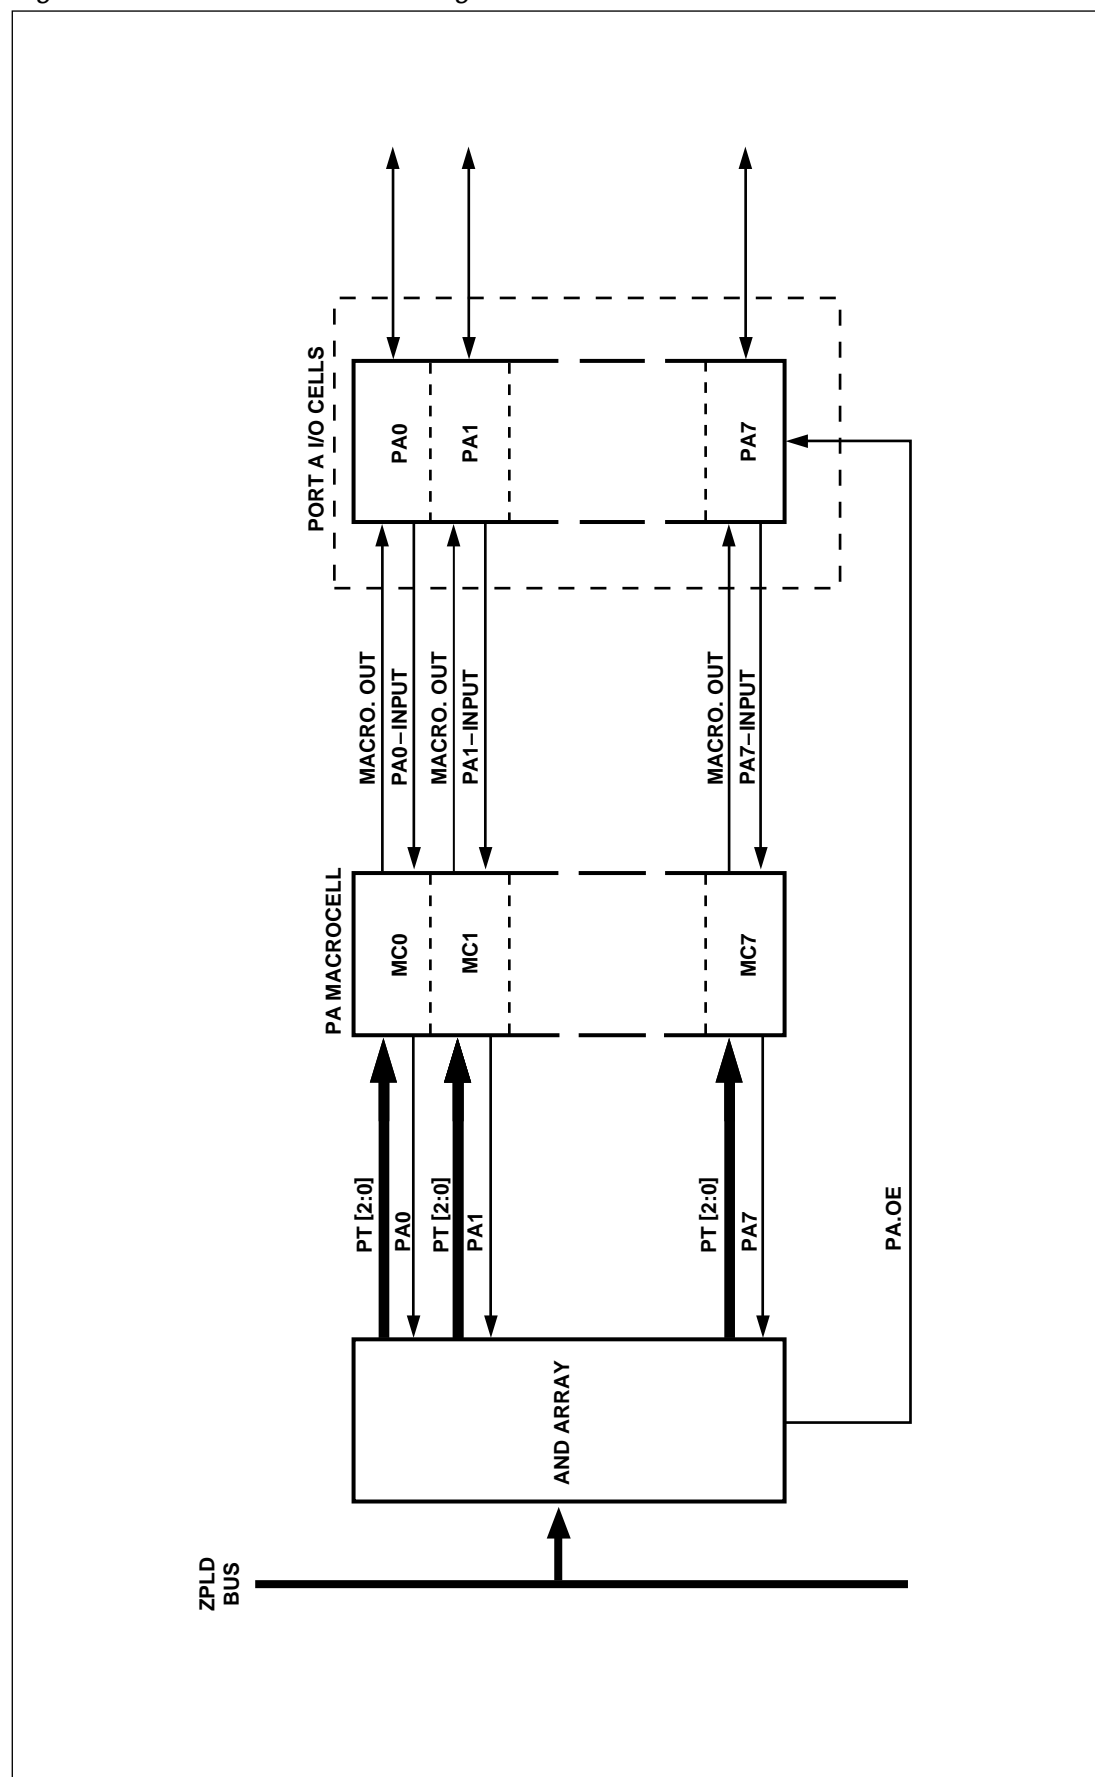 PORT A I/O CELLS
PA0
PA1
PA7
MACRO. OUT
PA0–INPUT
MACRO. OUT
PA1–INPUT
MACRO. OUT
PA7–INPUT
PA MACROCELL
MC0
MC1
MC7
PT [2:0]
PA0
PT [2:0]
PA1
PT [2:0]
PA7
PA.OE
AND ARRAY
ZPLD
BUS